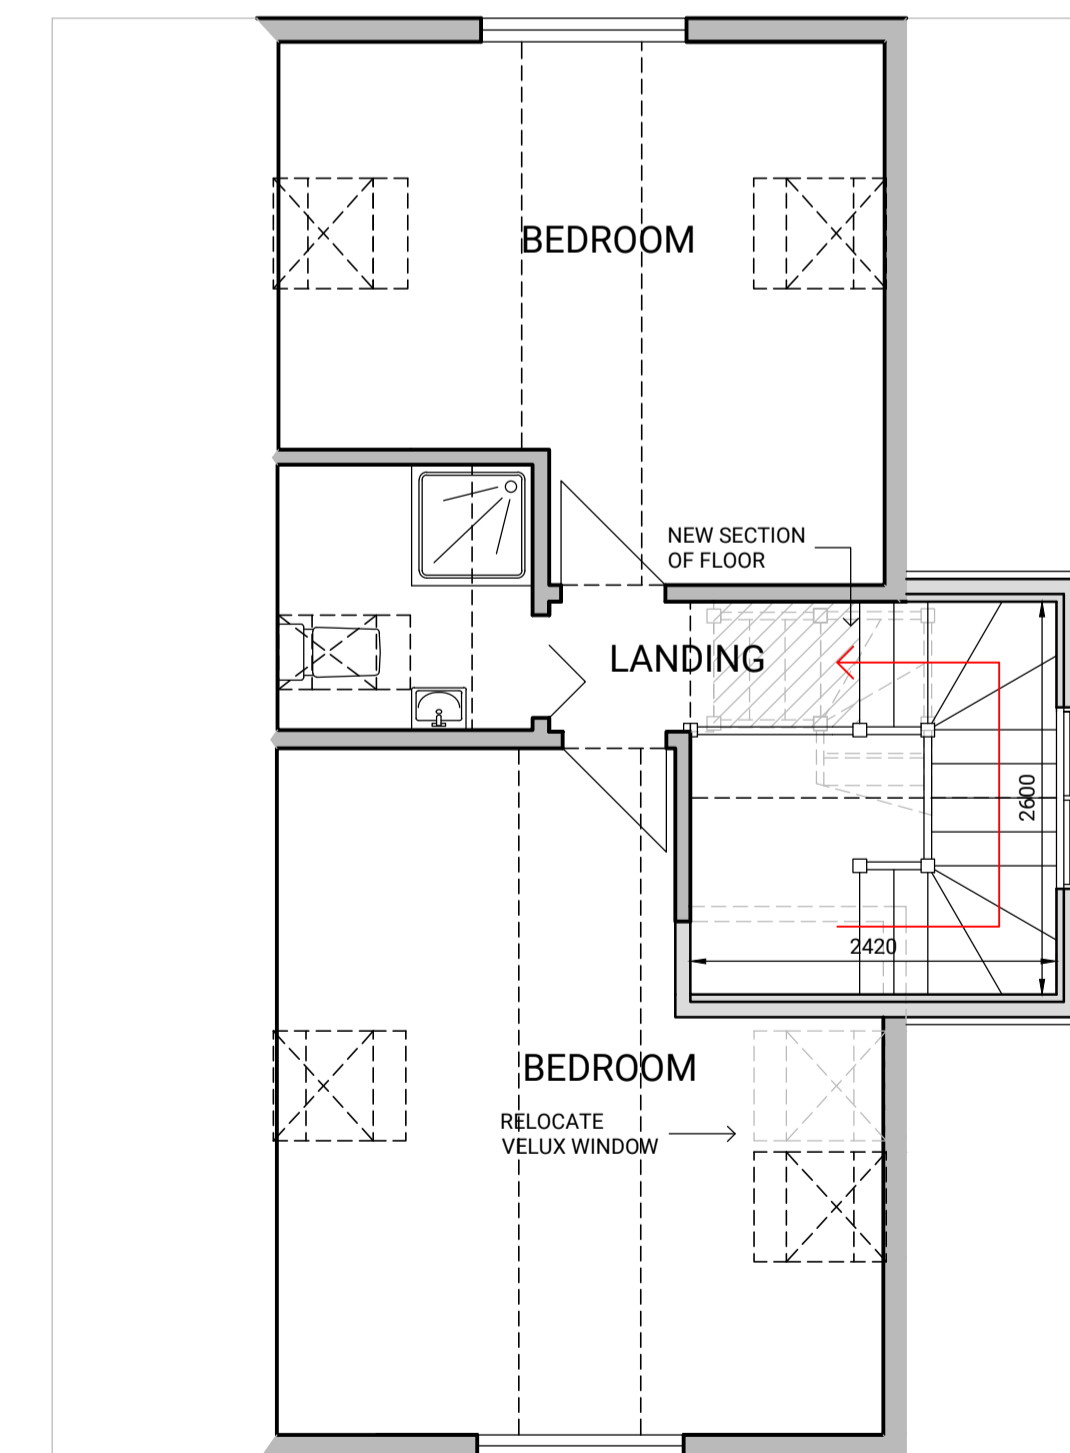 BEDROOM
NEW SECTION
OF FLOOR
LANDING
2600
2420
BEDROOM
RELOCATE
VELUX WINDOW